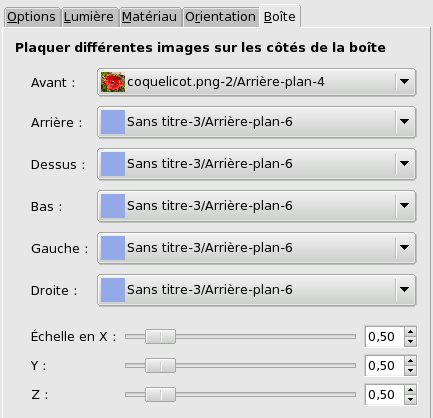 Options Lumière Matériau Orientation Boîte
Plaquer différentes images sur les côtés de la boîte
Avant : coquelicot.png-2/Arrière-plan-4
Arrière : Sans titre-3/Arrière-plan-6
Dessus : Sans titre-3/Arrière-plan-6
Bas : Sans titre-3/Arrière-plan-6
Gauche : Sans titre-3/Arrière-plan-6
Droite : Sans titre-3/Arrière-plan-6
Échelle en X : 0,50
Y : 0,50
Z : 0,50